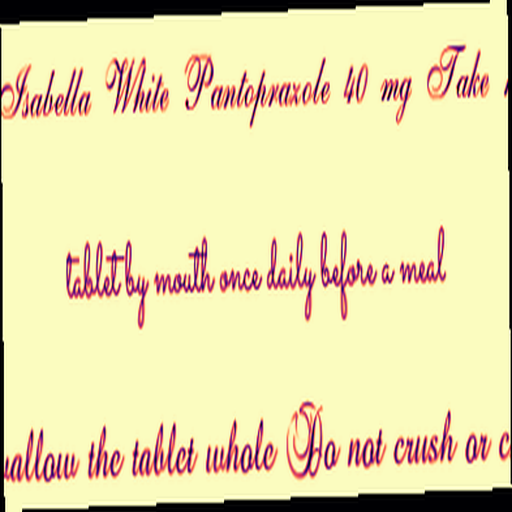 Isabella White Pantoprazole 40 mg Take
tablet by mouth once daily before a meal
the tablet whole Do not crush or